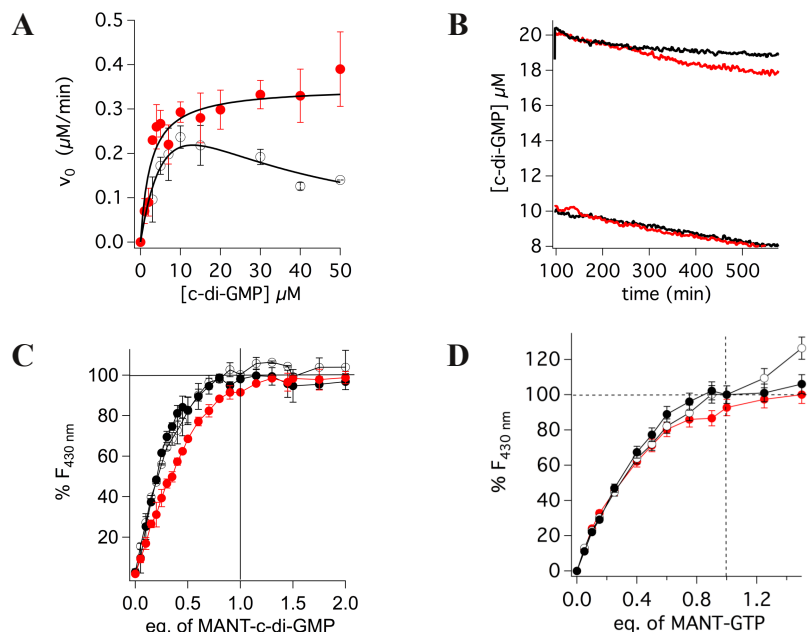 A
0.5
0.4
0.3
0.2
0.1
0.0
v0 (µM/min)
0 10 20 30 40 50
[c-di-GMP] µM
B
20
18
16
14
12
10
8
[c-di-GMP] µM
100 200 300 400 500
time (min)
C
100
80
60
40
20
% F430 nm
0.0 0.5 1.0 1.5 2.0
eq. of MANT-c-di-GMP
D
120
100
80
60
40
20
0
% F430 nm
0.0 0.4 0.8 1.2
eq. of MANT-GTP